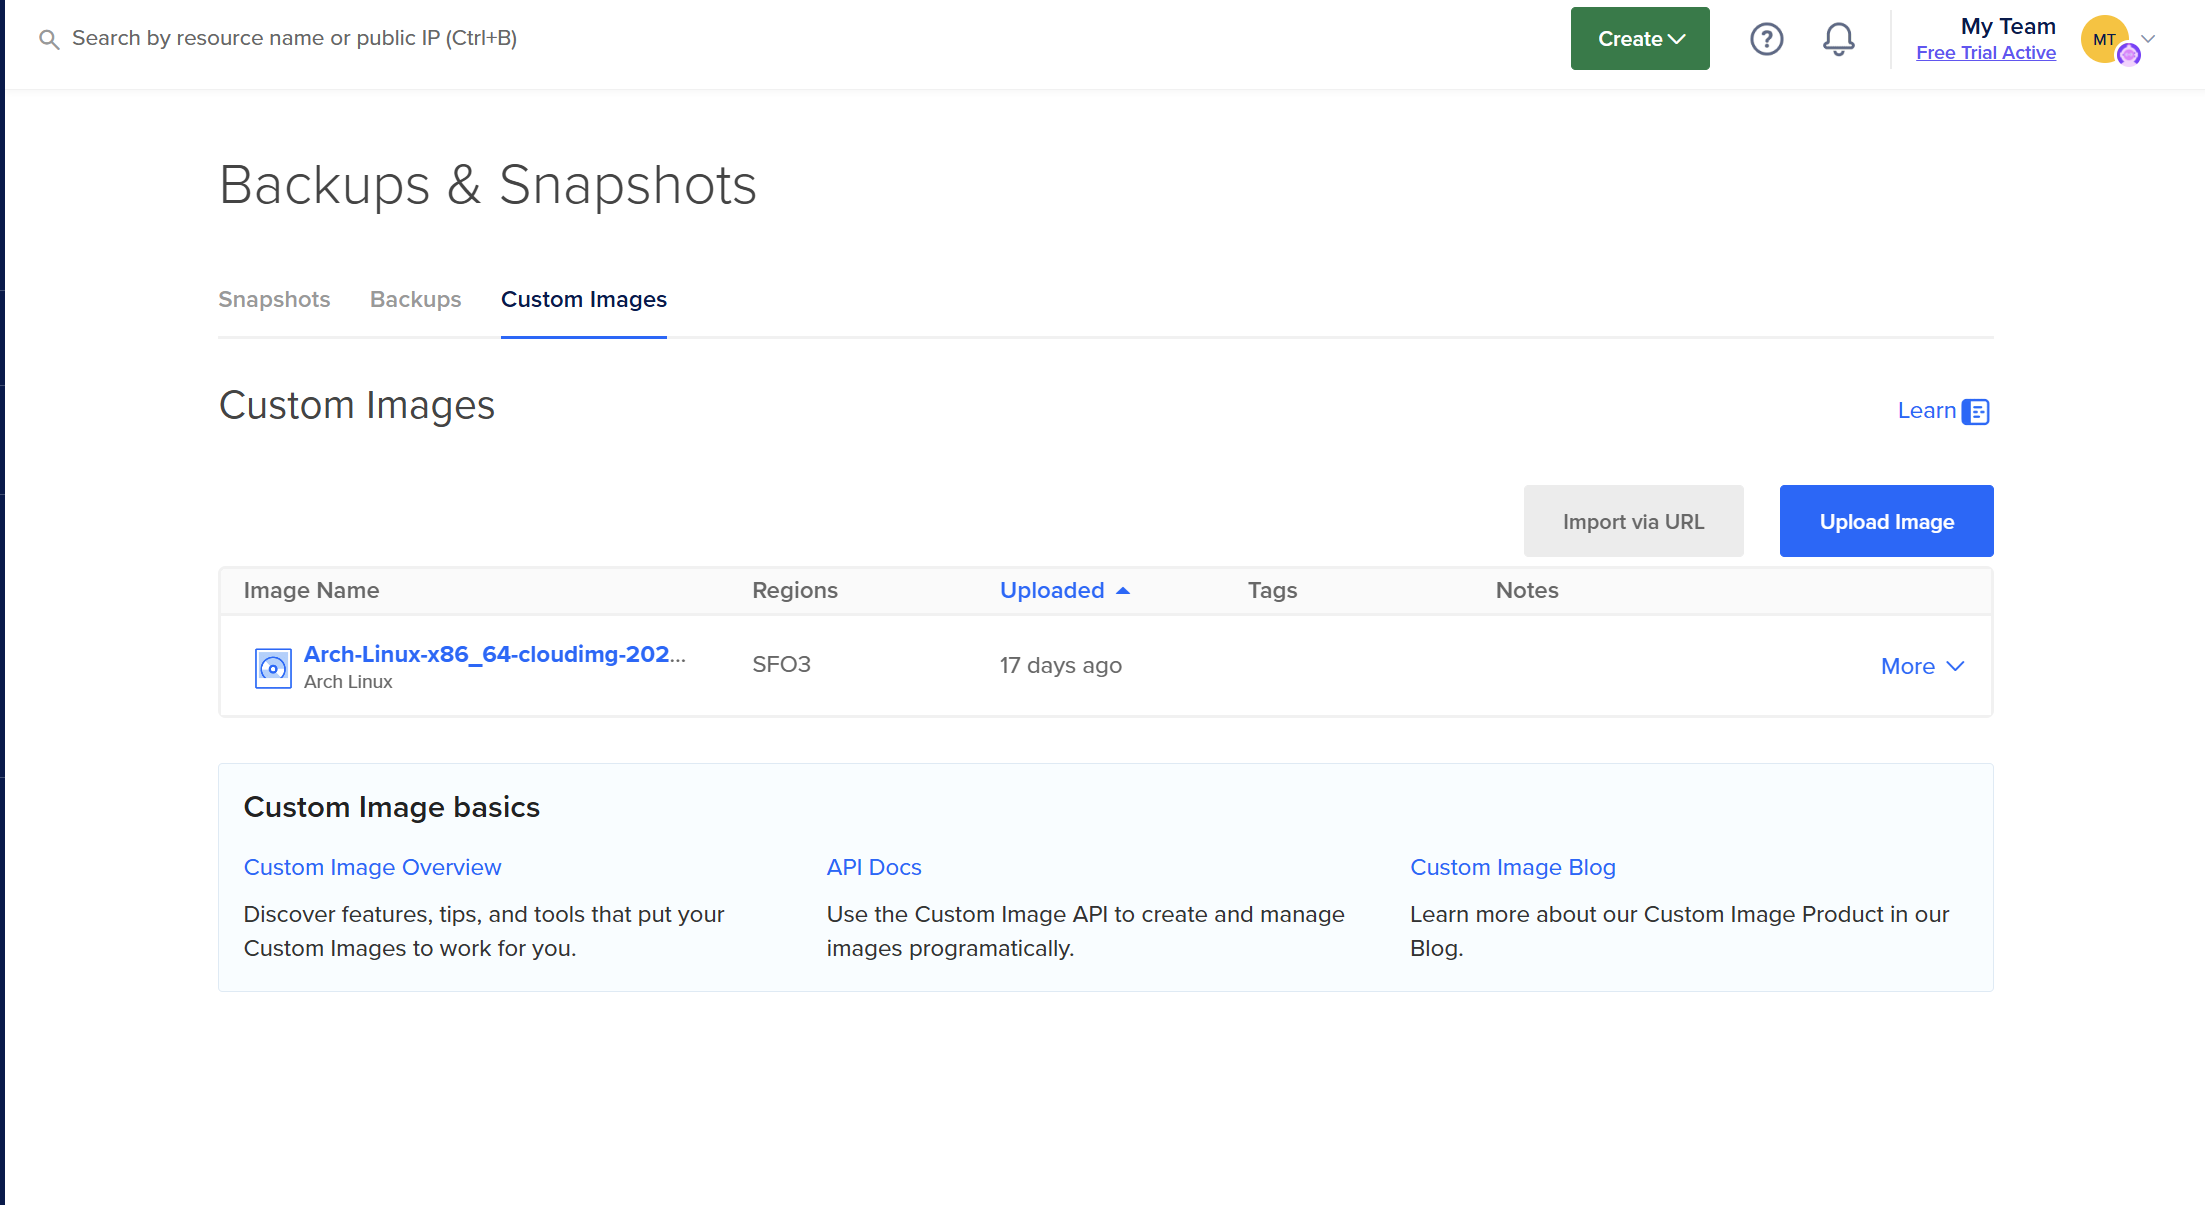 Search by resource name or public IP (Ctrl+B)
Create
My Team
Free Trial Active
MT
Backups & Snapshots
Snapshots Backups Custom Images
Custom Images
Learn
Import via URL Upload Image
Image Name Regions Uploaded Tags Notes
Arch-Linux-x86_64-cloudimg-202...
Arch Linux
SFO3 17 days ago More
Custom Image basics
Custom Image Overview
Discover features, tips, and tools that put your
Custom Images to work for you.
API Docs
Use the Custom Image API to create and manage
images programatically.
Custom Image Blog
Learn more about our Custom Image Product in our
Blog.